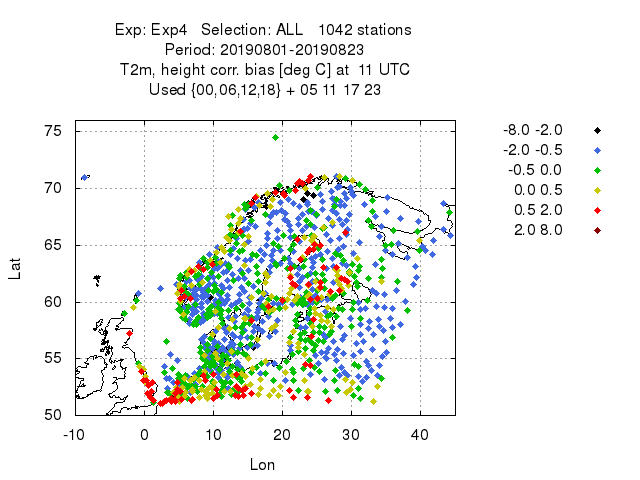 Exp: Exp4 Selection: ALL 1042 stations
Period: 20190801-20190823
T2m, height corr. bias [deg C] at 11 UTC
Used {00,06,12,18} + 05 11 17 23
-8.0 -2.0
-2.0 -0.5
-0.5 0.0
0.0 0.5
0.5 2.0
2.0 8.0
75
70
65
60
55
50
Lat
-10 0 10 20 30 40
Lon